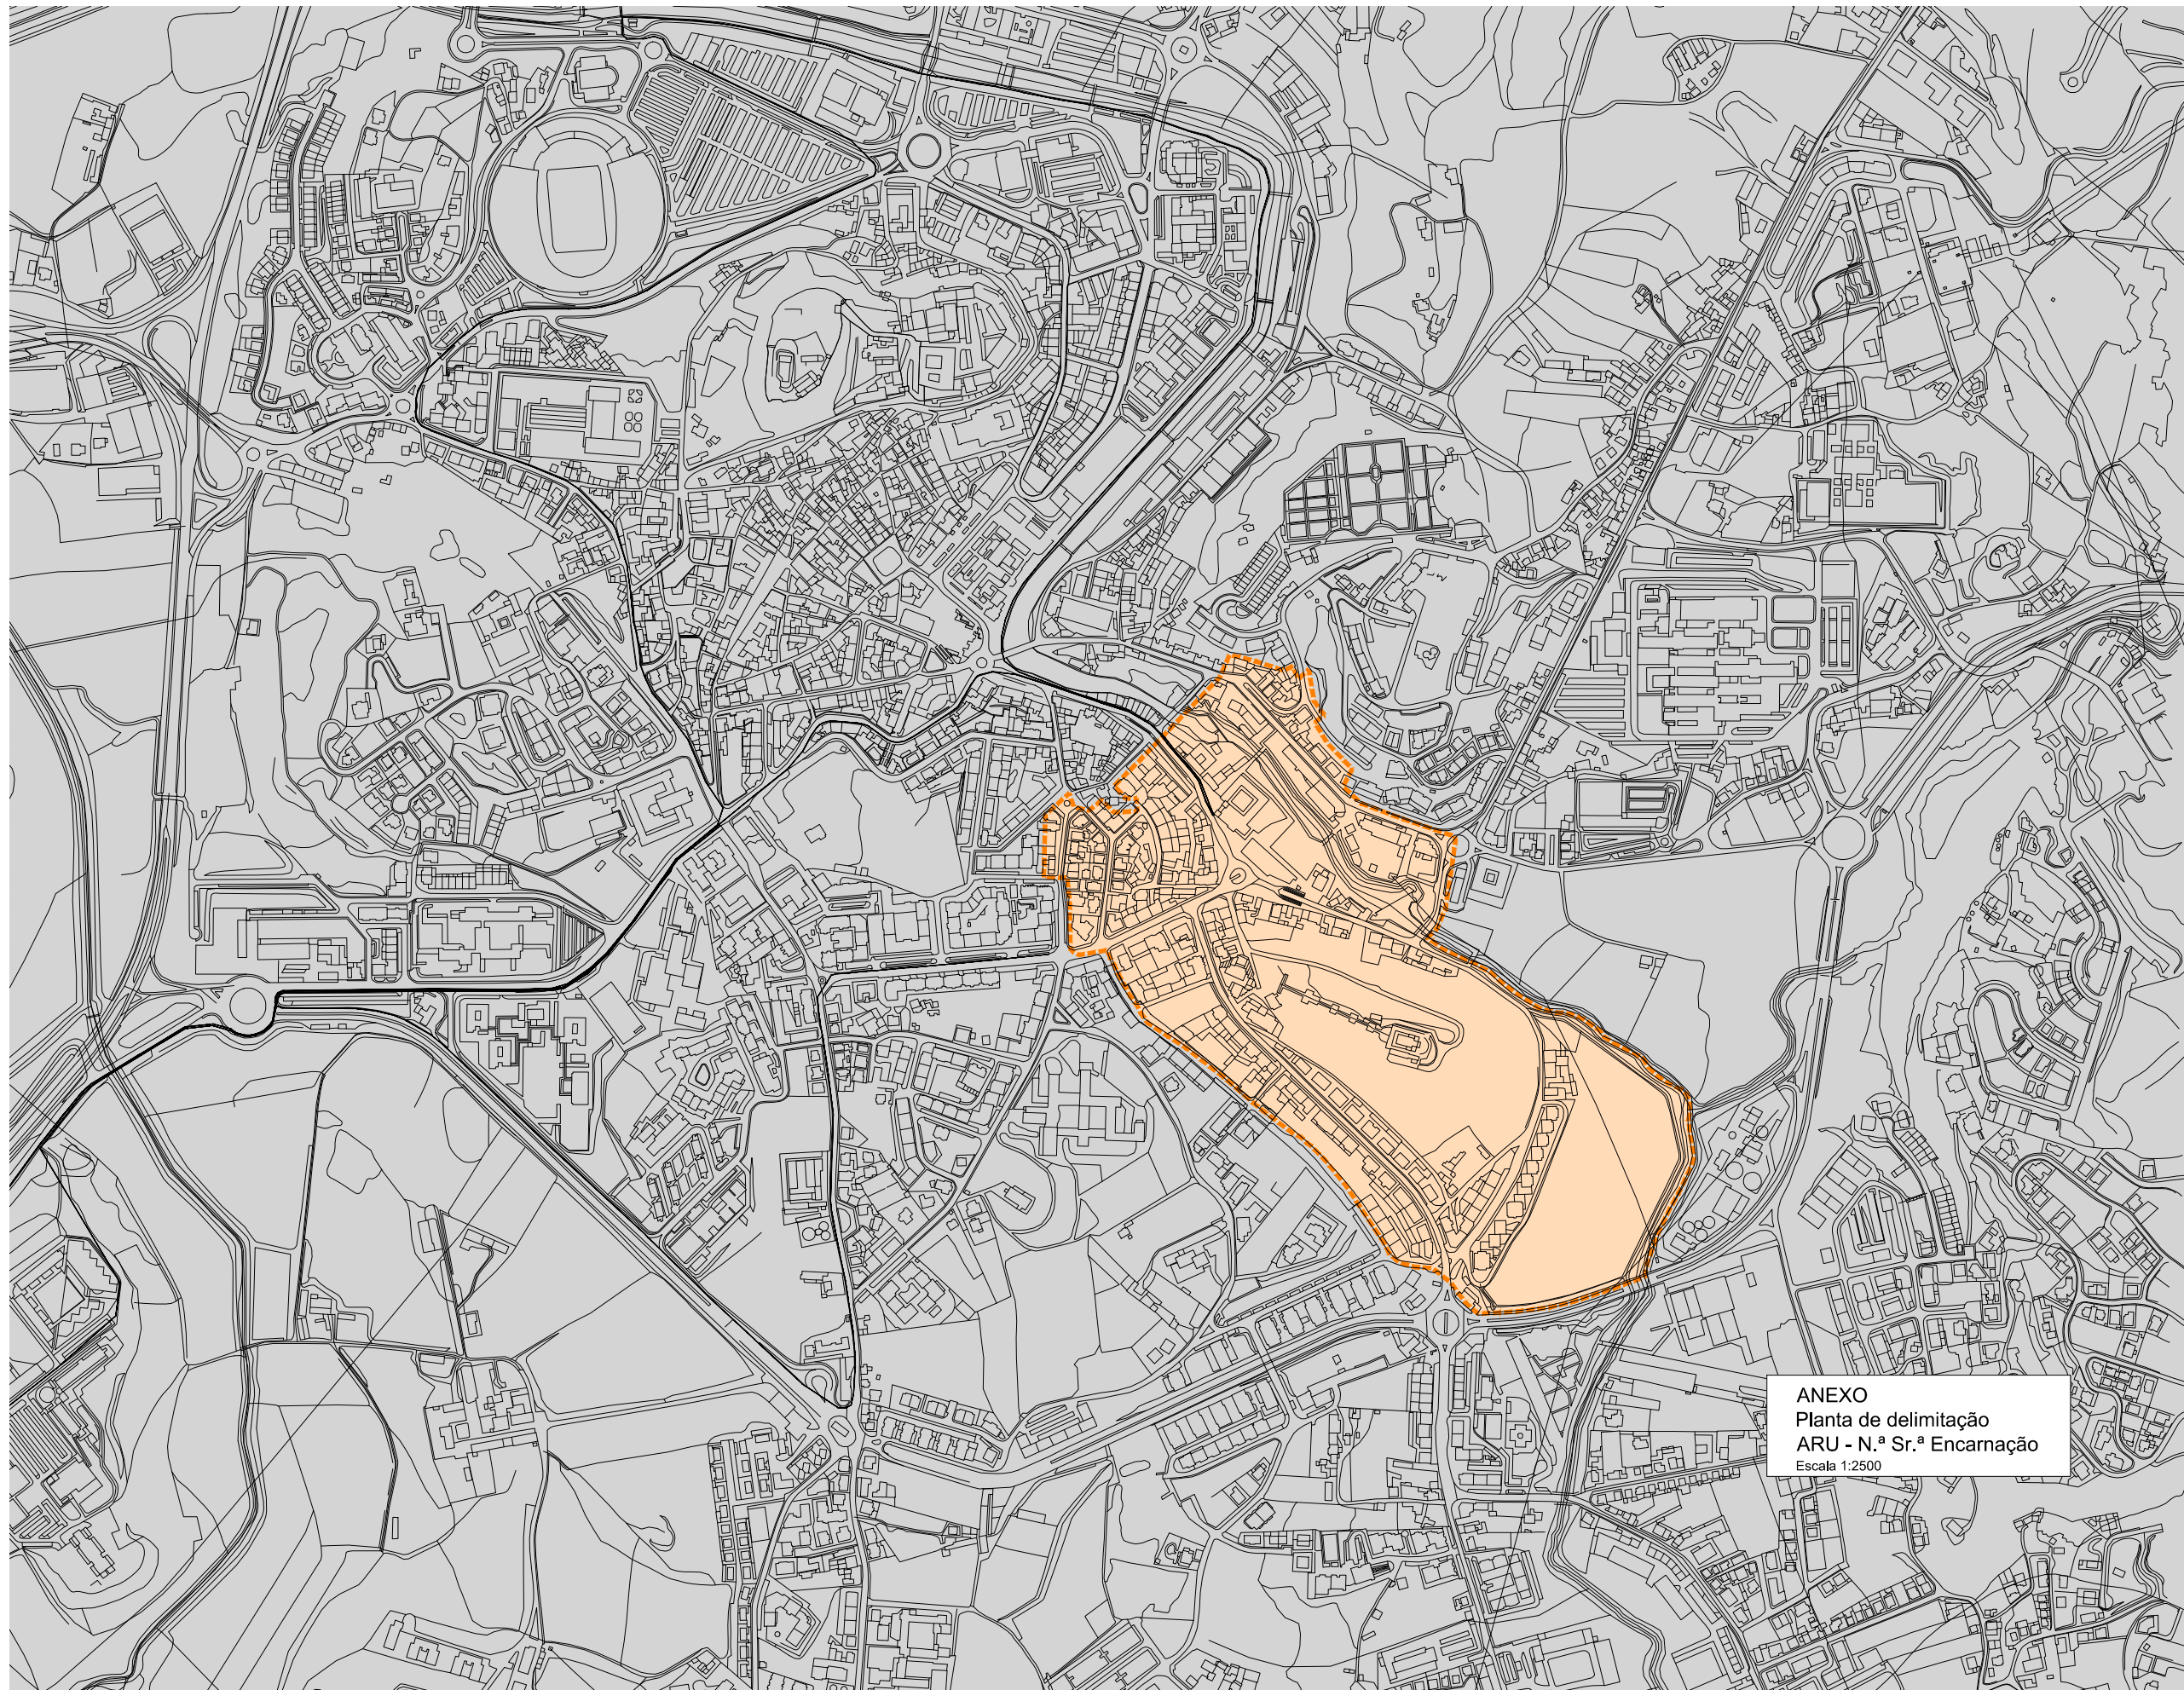 ANEXO
Planta de delimitação
ARU - N.ª Sr.ª Encarnação
Escala 1:2500